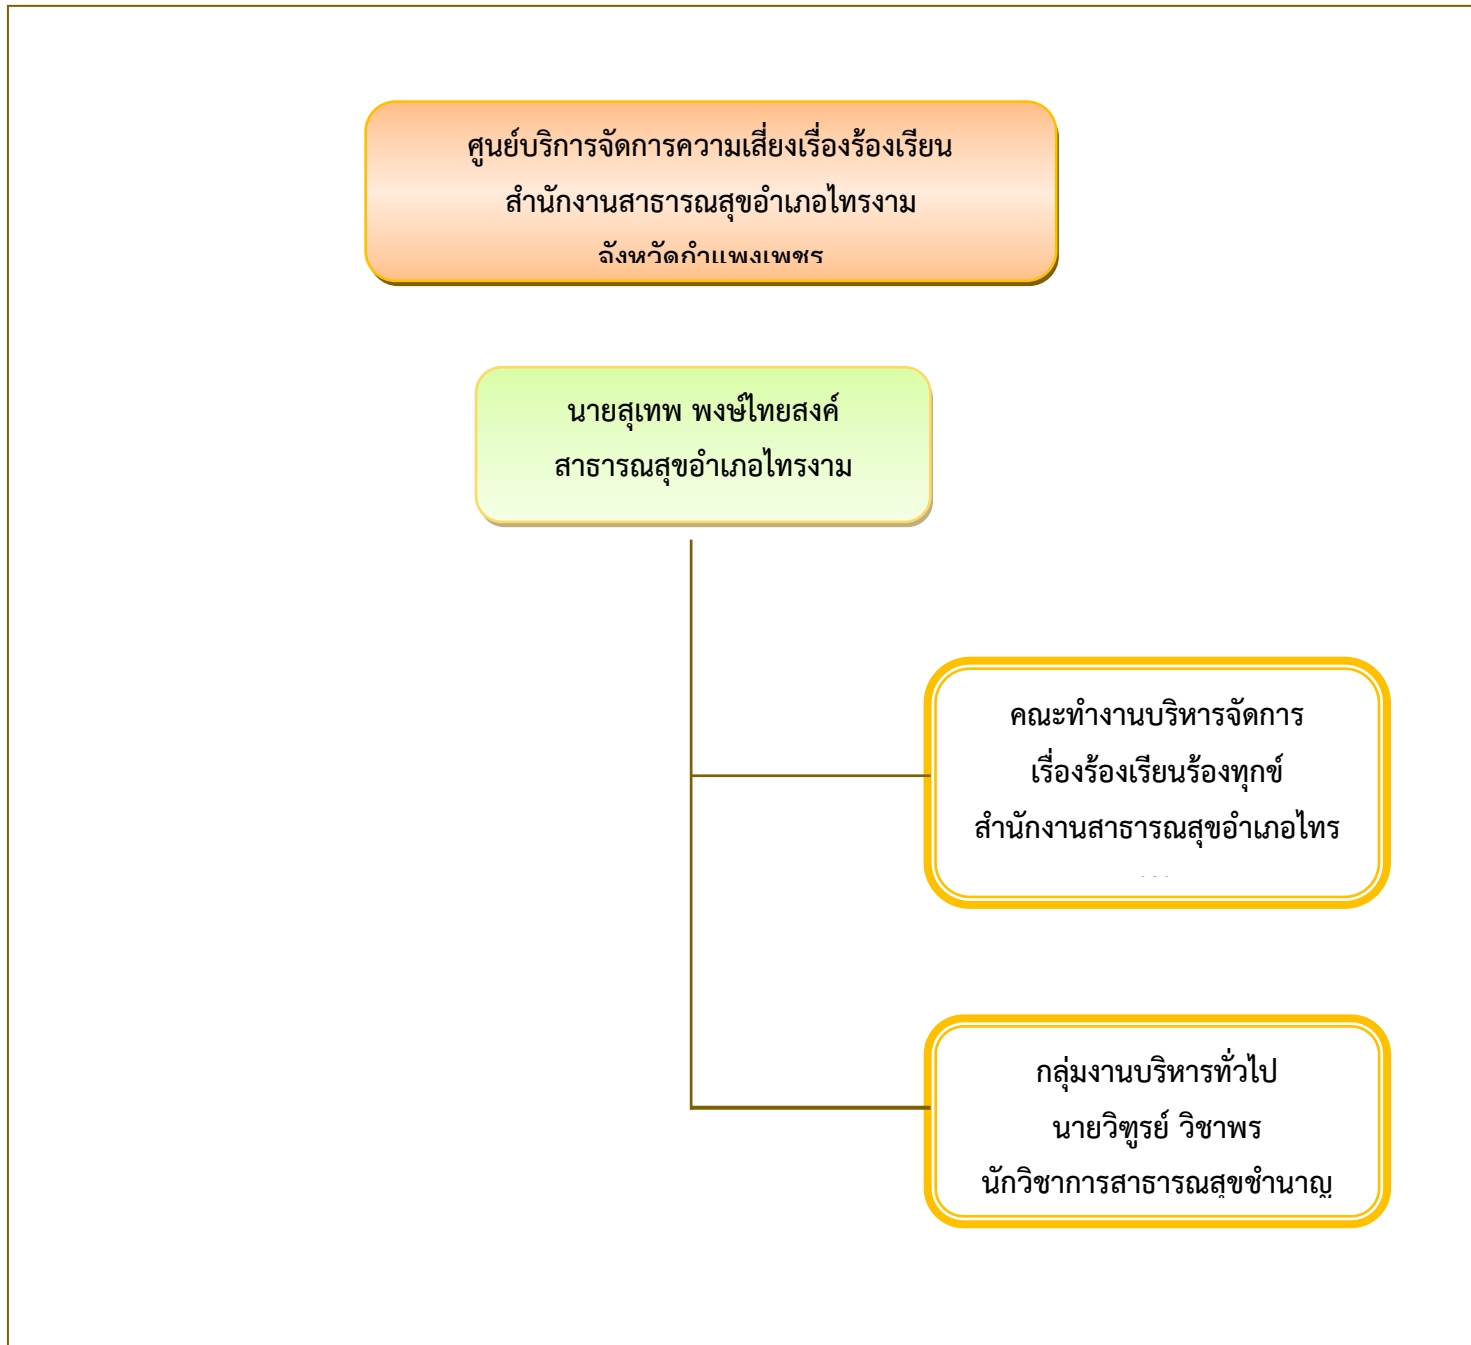 ศูนย์บริการจัดการความเสี่ยงเรื่องร้องเรียน
สำนักงานสาธารณสุขอำเภอไทรงาม
จังหวัดกำแพงเพชร
นายสุเทพ พงษ์ไทยสงค์
สาธารณสุขอำเภอไทรงาม
คณะทำงานบริหารจัดการ
เรื่องร้องเรียนร้องทุกข์
สำนักงานสาธารณสุขอำเภอไทร
กลุ่มงานบริหารทั่วไป
นายวิฑูรย์ วิชาพร
นักวิชาการสาธารณสุขชำนาญ